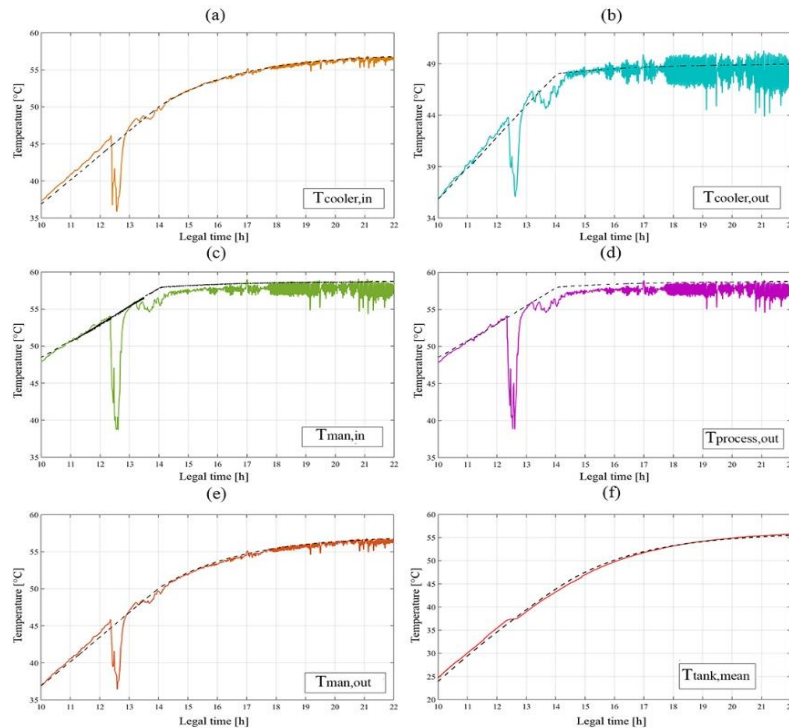 (a)
Temperature [°C]
60
55
50
45
40
35
10 11 12 13 14 15 16 17 18 19 20 21 22
Legal time [h]
Tcooler,in
(b)
Temperature [°C]
49
44
39
34
10 11 12 13 14 15 16 17 18 19 20 21 22
Legal time [h]
Tcooler,out
(c)
Temperature [°C]
60
55
50
45
40
35
10 11 12 13 14 15 16 17 18 19 20 21 22
Legal time [h]
Tman,in
(d)
Temperature [°C]
60
55
50
45
40
35
10 11 12 13 14 15 16 17 18 19 20 21 22
Legal time [h]
Tprocess,out
(e)
Temperature [°C]
60
55
50
45
40
35
10 11 12 13 14 15 16 17 18 19 20 21 22
Legal time [h]
Tman,out
(f)
Temperature [°C]
60
55
50
45
40
35
30
25
20
10 11 12 13 14 15 16 17 18 19 20 21 22
Legal time [h]
Ttank,mean